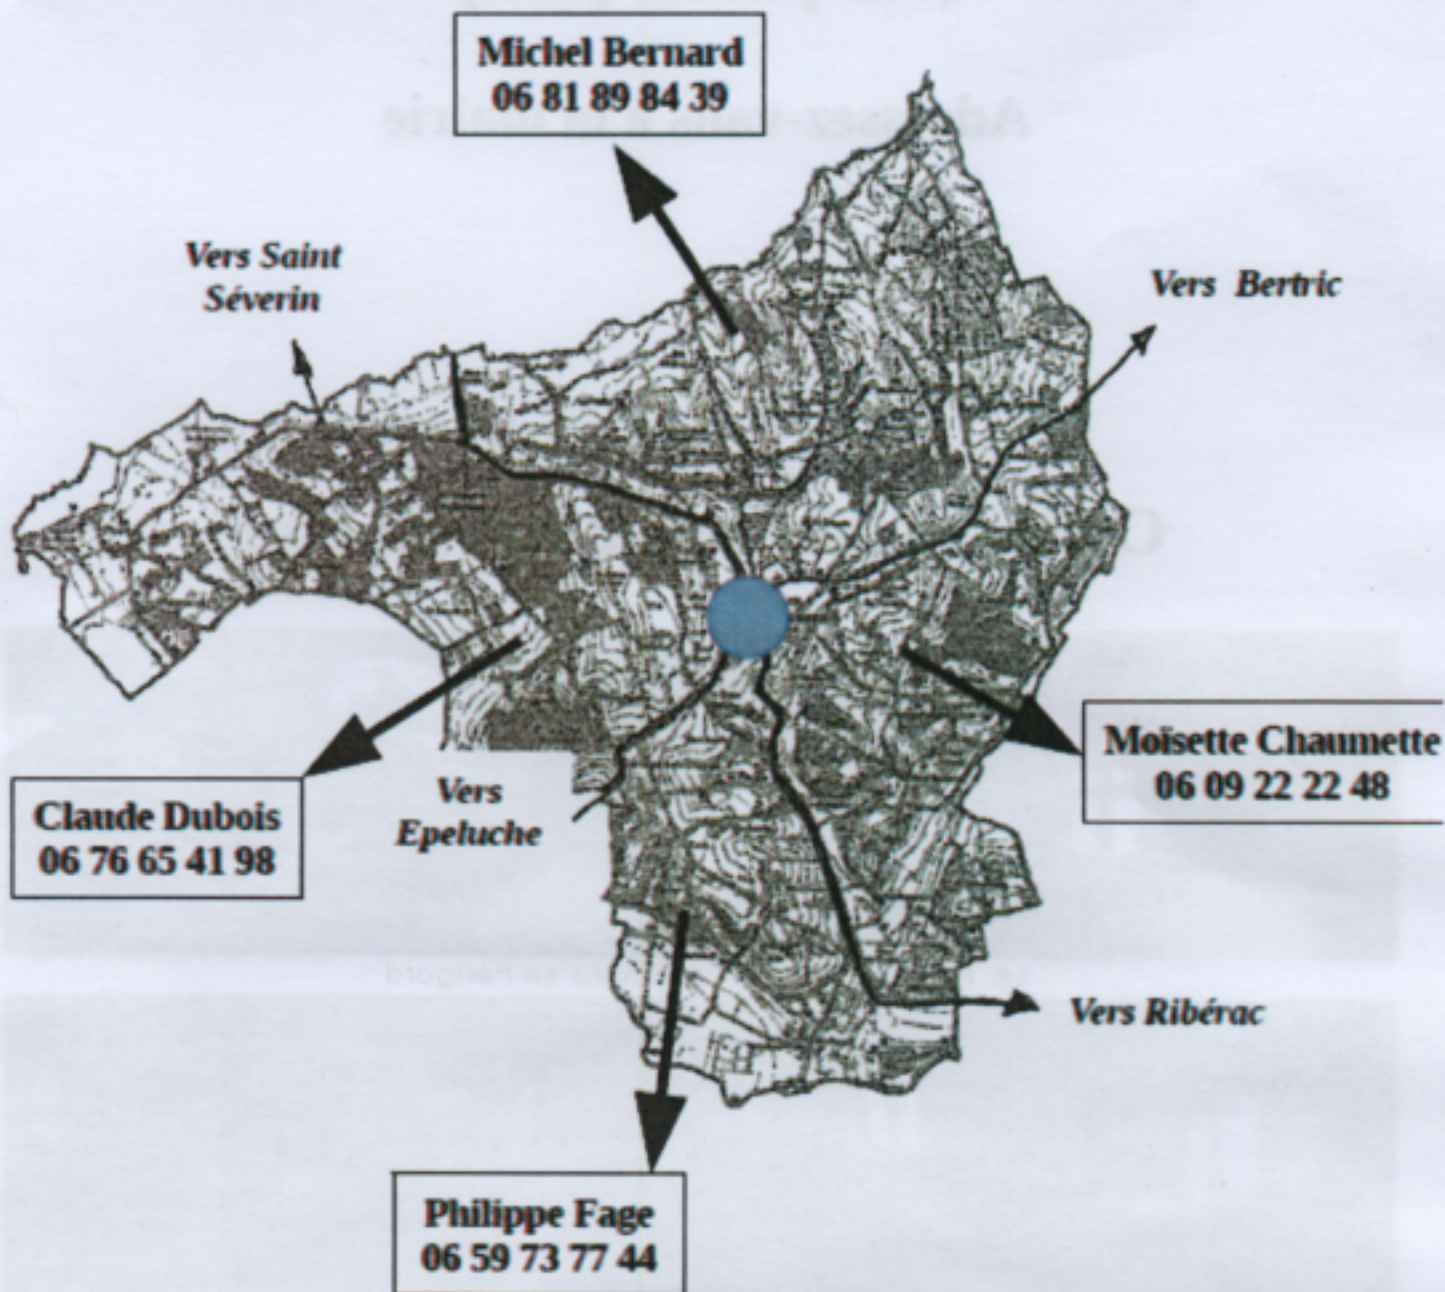 Michel Bernard
06 81 89 84 39
Vers Saint
Séverin
Vers Bertric
Moïsette Chaumette
06 09 22 22 48
Claude Dubois
06 76 65 41 98
Vers
Epeluche
Vers Ribérac
Philippe Fage
06 59 73 77 44